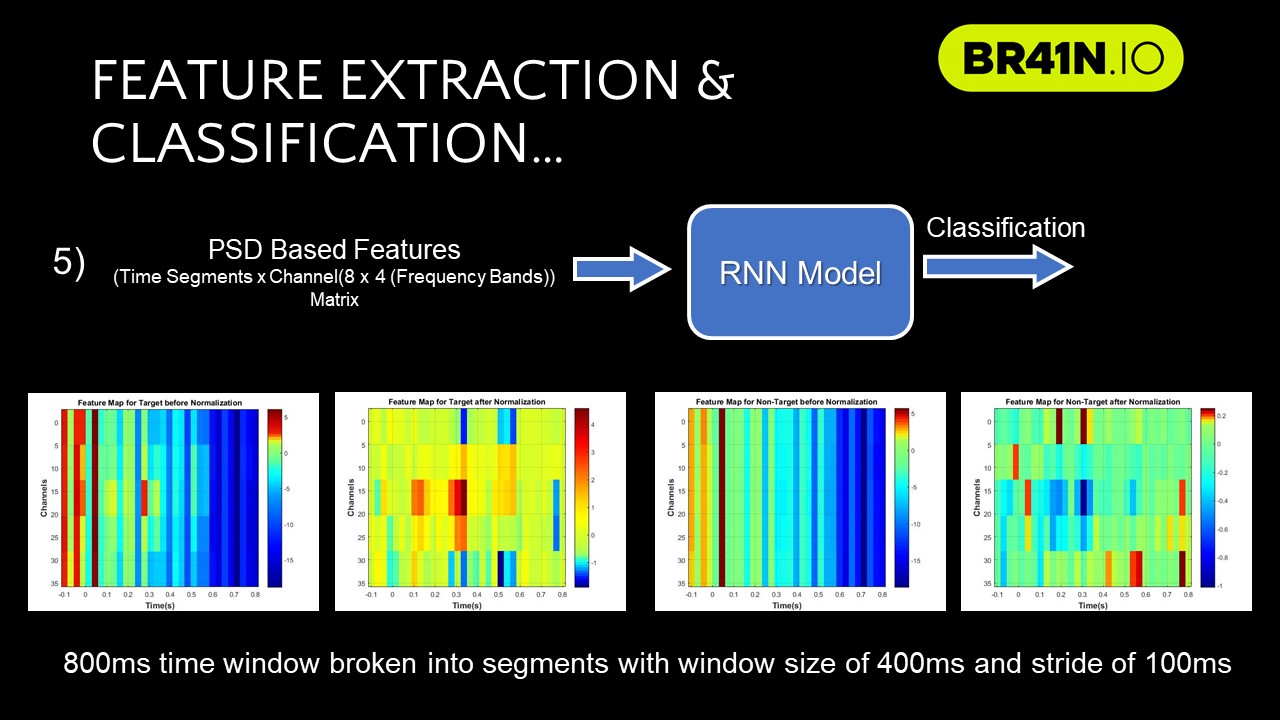 BR41N.IO
FEATURE EXTRACTION &
CLASSIFICATION...
5)
PSD Based Features
(Time Segments x Channel(8 x 4 (Frequency Bands))
Matrix
RNN Model
Classification
Feature Map for Target before Normalization
Channels
0
5
10
15
20
25
30
35
-0.1 0 0.1 0.2 0.3 0.4 0.5 0.6 0.7 0.8
Time(s)
5
0
-5
-10
-15
Feature Map for Target after Normalization
Channels
0
5
10
15
20
25
30
35
-0.1 0 0.1 0.2 0.3 0.4 0.5 0.6 0.7 0.8
Time(s)
4
3
2
1
0
-1
Feature Map for Non-Target before Normalization
Channels
0
5
10
15
20
25
30
35
-0.1 0 0.1 0.2 0.3 0.4 0.5 0.6 0.7 0.8
Time(s)
5
0
-5
-10
-15
Feature Map for Non-Target after Normalization
Channels
0
5
10
15
20
25
30
35
-0.1 0 0.1 0.2 0.3 0.4 0.5 0.6 0.7 0.8
Time(s)
0.2
0
-0.2
-0.4
-0.6
-0.8
-1
800ms time window broken into segments with window size of 400ms and stride of 100ms